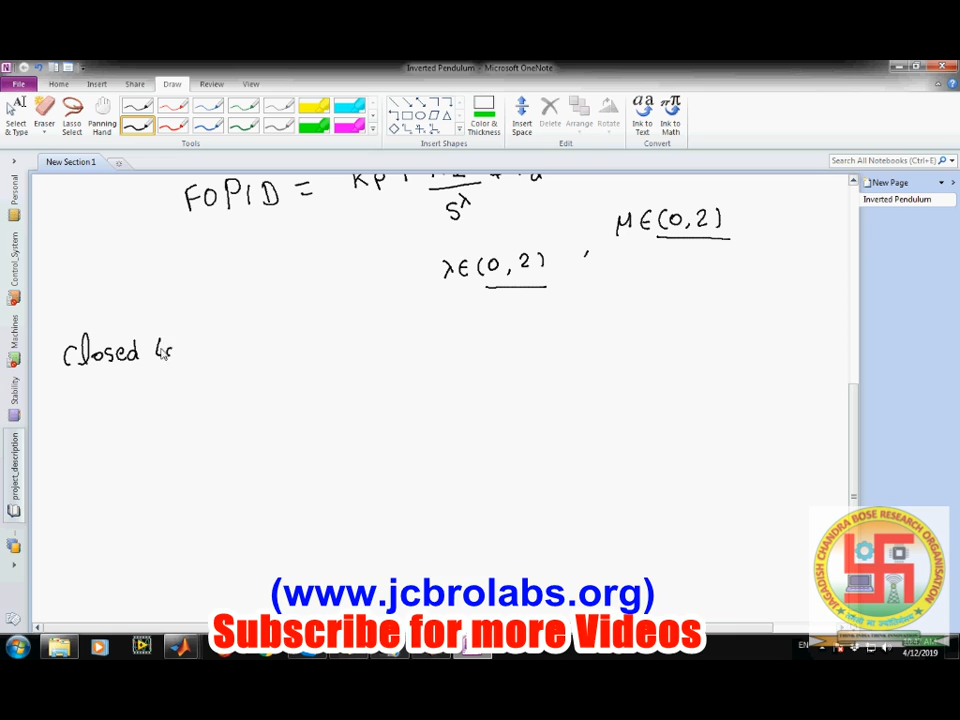 Inverted Pendulum - Microsoft OneNote
File Home Insert Share Draw Review View
Select & Type Eraser Lasso Select Panning Hand Color & Thickness Insert Space Delete Arrange Rotate Ink to Text Ink to Math
Tools Insert Shapes Edit Convert
New Section 1
Search All Notebooks (Ctrl+E)
New Page
Inverted Pendulum
Personal
Control_System
Machines
Stability
project_description
FOPID = Kp +
S^λ
μ ∈ (0,2)
λ ∈ (0,2) ,
Closed
JAGADISH CHANDRA BOSE RESEARCH ORGANISATION
(www.jcbrolabs.org)
Subscribe for more Videos
EN
4/12/2019